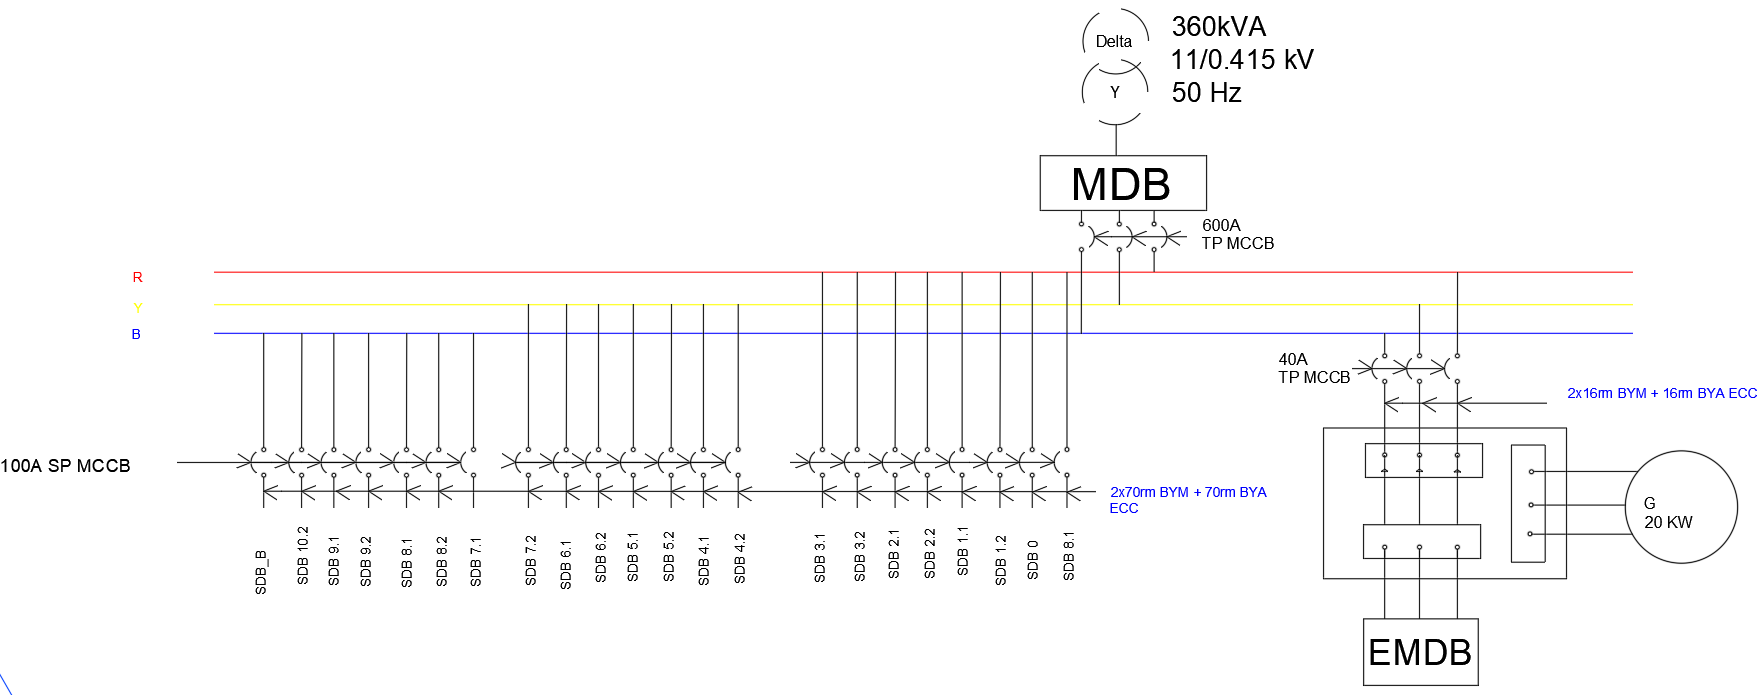 Delta
360kVA
11/0.415 kV
50 Hz
Y
MDB
600A
TP MCCB
R
Y
B
40A
TP MCCB
2x16rm BYM + 16rm BYA ECC
100A SP MCCB
2x70rm BYM + 70rm BYA
ECC
G
20 KW
SDB_B
SDB 10.2
SDB 9.1
SDB 9.2
SDB 8.1
SDB 8.2
SDB 7.1
SDB 7.2
SDB 6.1
SDB 6.2
SDB 5.1
SDB 5.2
SDB 4.1
SDB 4.2
SDB 3.1
SDB 3.2
SDB 2.1
SDB 2.2
SDB 1.1
SDB 1.2
SDB 0
SDB 8.1
EMDB